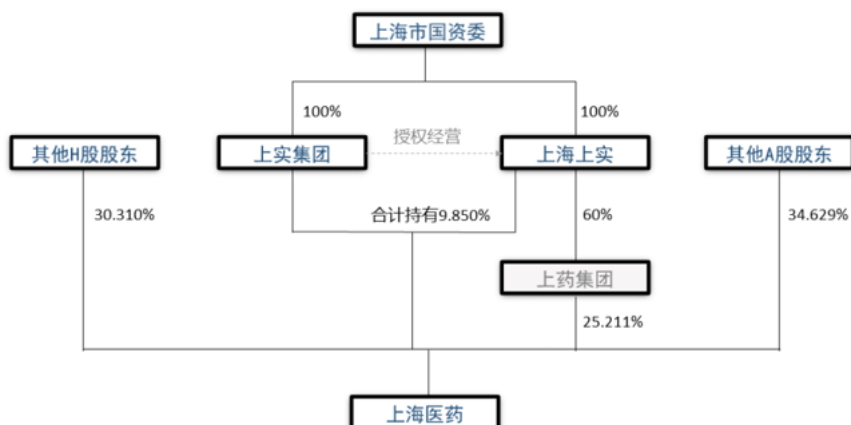 上海市国资委
100%
100%
其他H股股东
上实集团
授权经营
上海上实
其他A股股东
30.310%
合计持有9.850%
60%
34.629%
上药集团
25.211%
上海医药